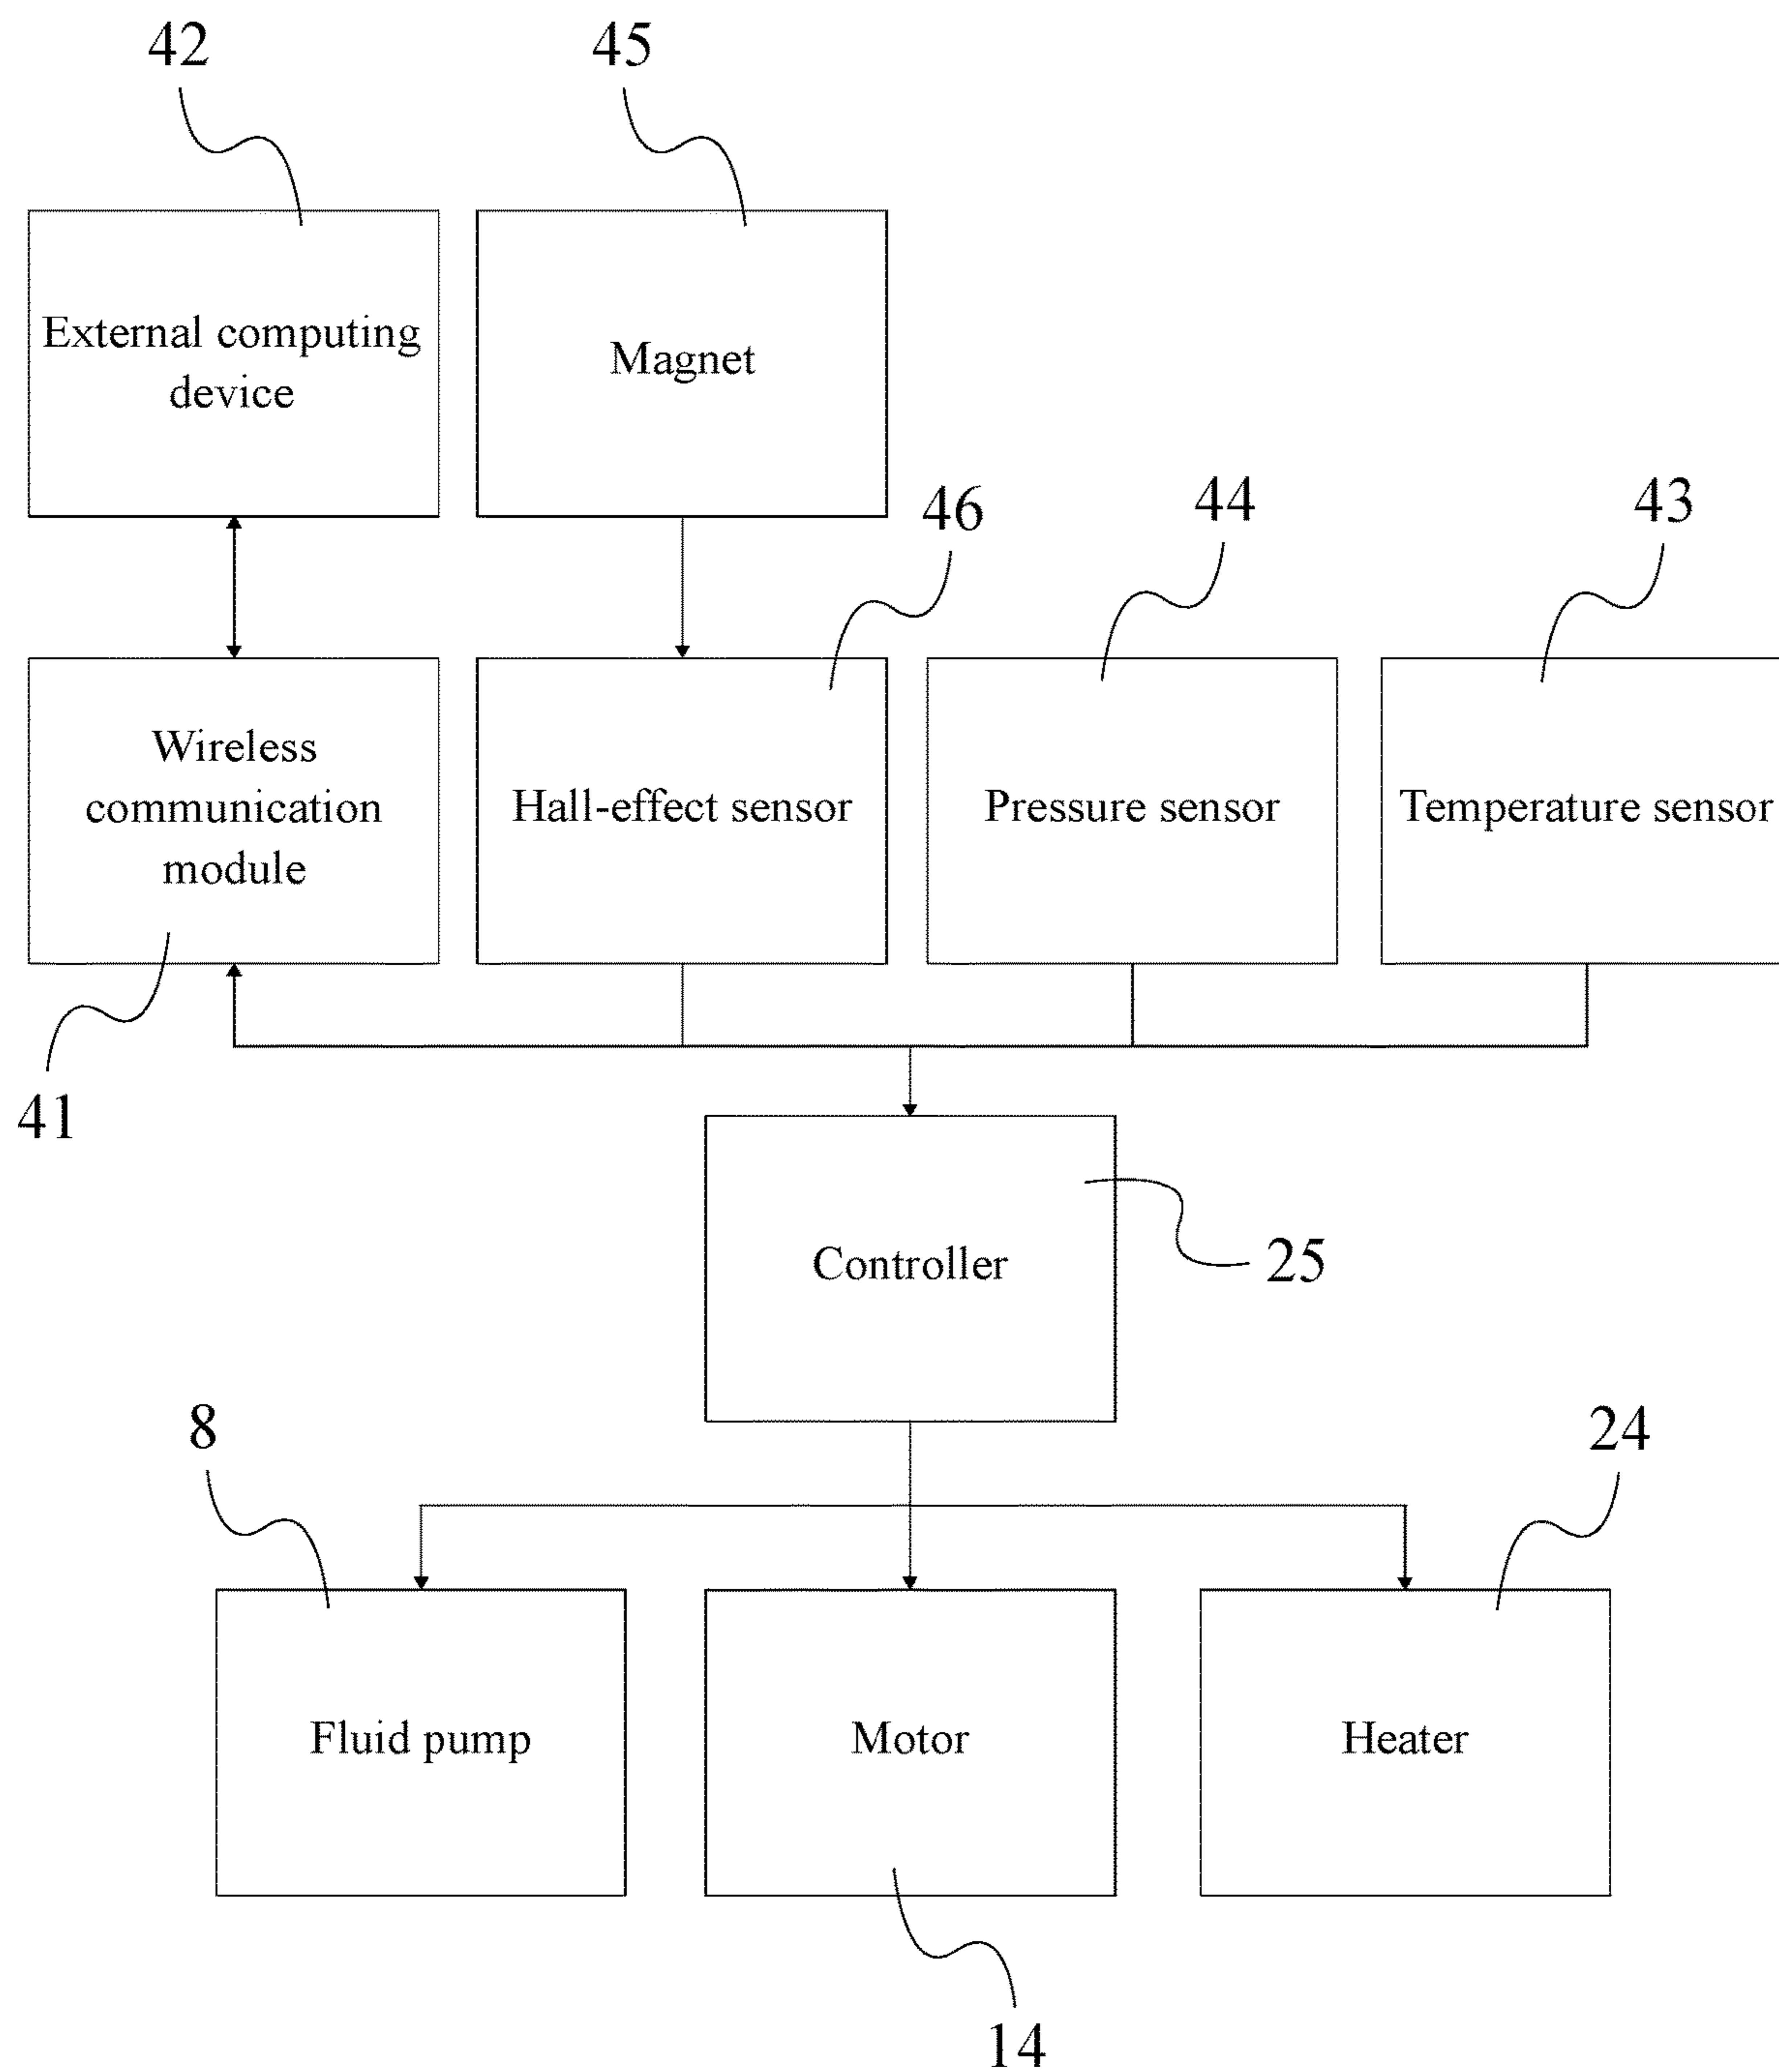 42
45
External computing
device
Magnet
46
44
43
Wireless
communication
module
Hall-effect sensor
Pressure sensor
Temperature sensor
41
Controller
25
8
24
Fluid pump
Motor
Heater
14